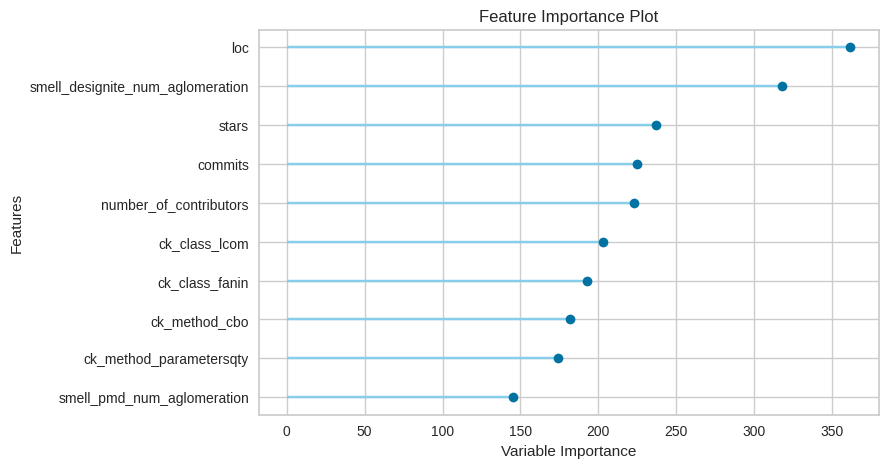 Feature Importance Plot
Features
loc
smell_designite_num_aglomeration
stars
commits
number_of_contributors
ck_class_lcom
ck_class_fanin
ck_method_cbo
ck_method_parametersqty
smell_pmd_num_aglomeration
0 50 100 150 200 250 300 350
Variable Importance